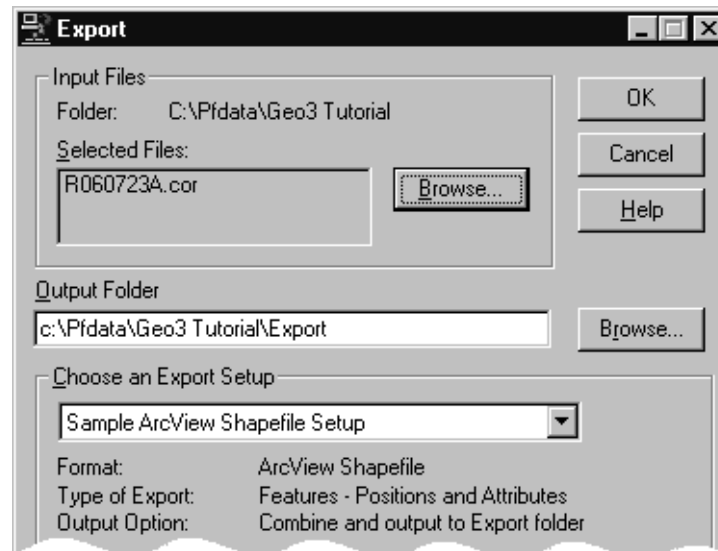 Export
Input Files
Folder: C:\Pfdata\Geo3 Tutorial
Selected Files:
R060723A.cor
Browse...
OK
Cancel
Help
Output Folder
c:\Pfdata\Geo3 Tutorial\Export
Browse...
Choose an Export Setup
Sample ArcView Shapefile Setup
Format: ArcView Shapefile
Type of Export: Features - Positions and Attributes
Output Option: Combine and output to Export folder